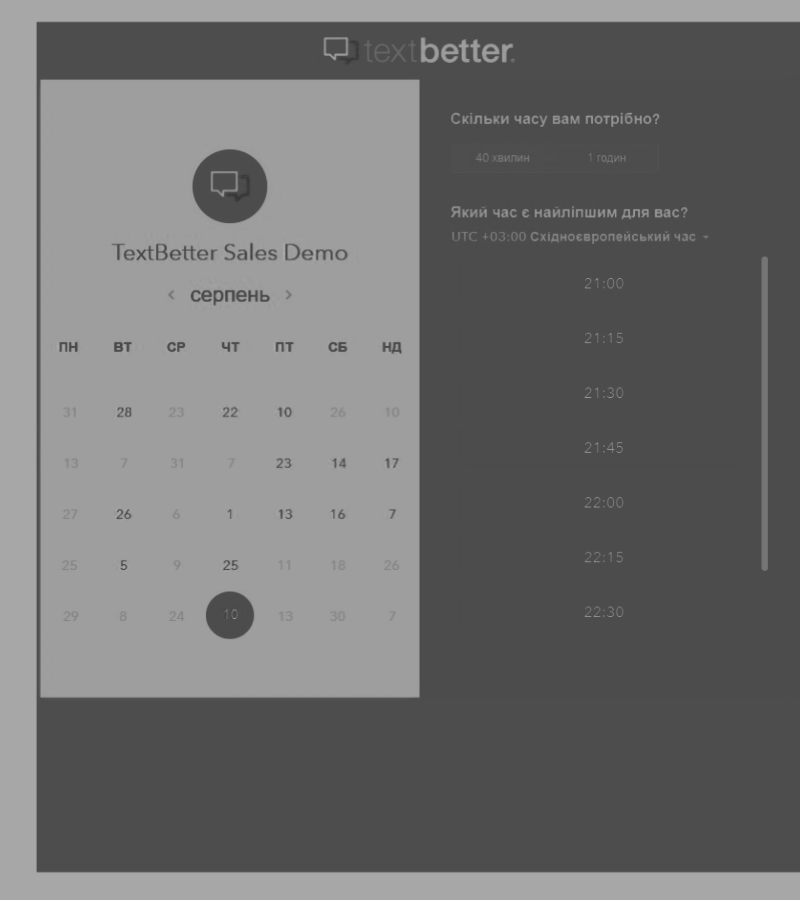 textbetter.
TextBetter Sales Demo
серпень
ПН ВТ СР ЧТ ПТ СБ НД
31 28 23 22 10 26 10
13 7 31 7 23 14 17
27 26 6 1 13 16 7
25 5 9 25 11 18 26
29 8 24 10 13 30 7
Скільки часу вам потрібно?
40 хвилин 1 годин
Який час є найліпшим для вас?
UTC +03:00 Східноєвропейський час
21:00
21:15
21:30
21:45
22:00
22:15
22:30